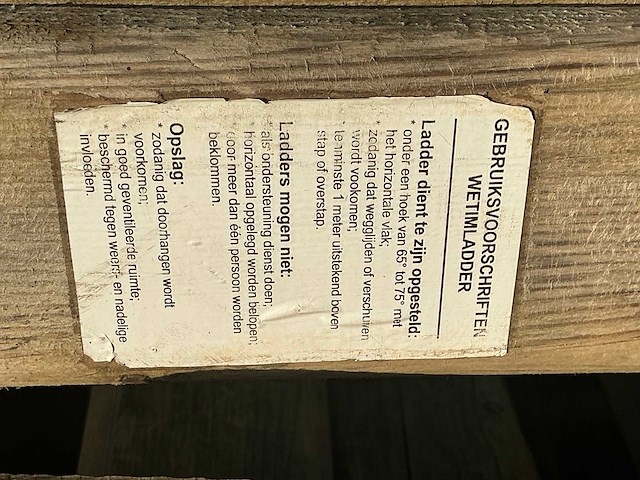 GEBRUIKSVOORSCHRIFTEN
WETIMLADDER
Ladder dient te zijn opgesteld:
* onder een hoek van 65° tot 75° met
het horizontale vlak;
* zodanig dat wegglijden of verschuiven
wordt vookomen;
* tenminste 1 meter uitstekend boven
stap of overstap.
Ladders mogen niet:
* als ondersteuning dienst doen;
* horizontaal opgelegd worden belopen;
* door meer dan één persoon worden
beklommen.
Opslag:
* zodanig dat doorhangen wordt
voorkomen;
* in goed geventileerde ruimte;
* beschermd tegen weers- en nadelige
invloeden.